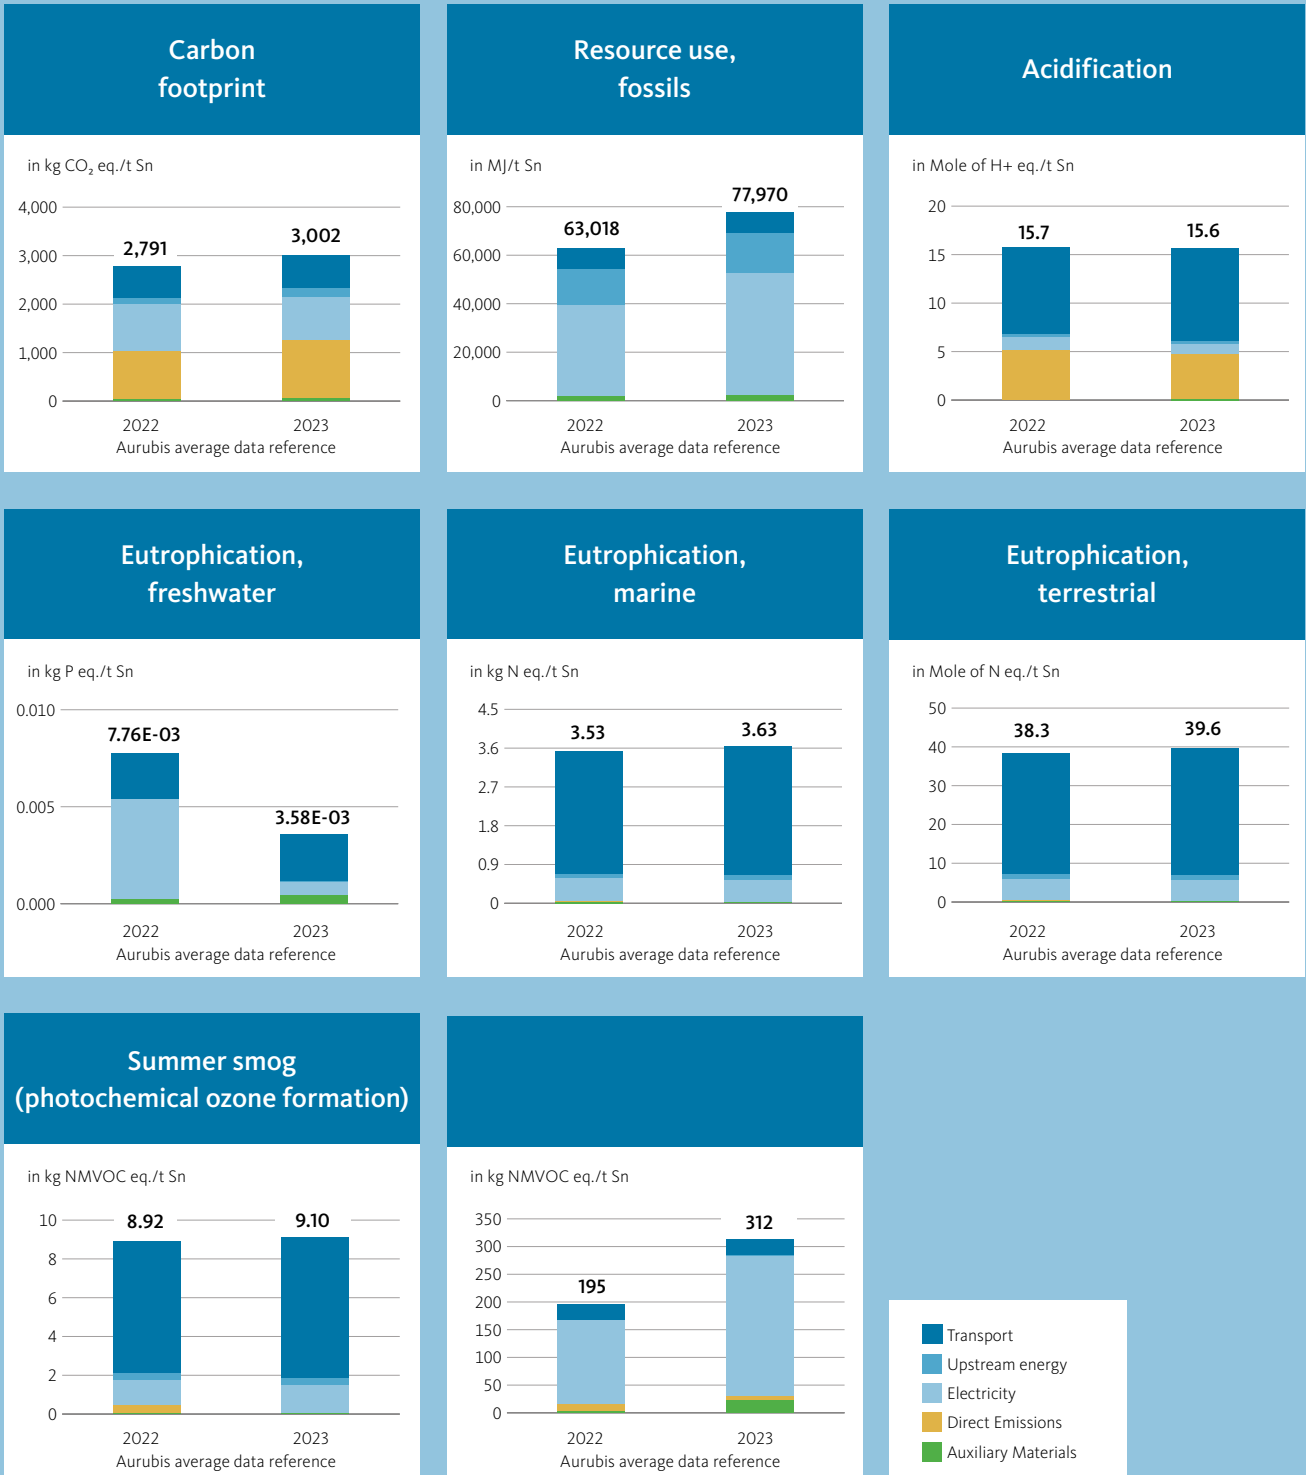 Carbon
footprint
in kg CO₂ eq./t Sn
4,000
3,000
2,000
1,000
0
2,791
3,002
2022
2023
Aurubis average data reference
Resource use,
fossils
in MJ/t Sn
80,000
60,000
40,000
20,000
0
63,018
77,970
2022
2023
Aurubis average data reference
Acidification
in Mole of H+ eq./t Sn
20
15
10
5
0
15.7
15.6
2022
2023
Aurubis average data reference
Eutrophication,
freshwater
in kg P eq./t Sn
0.010
0.005
0.000
7.76E-03
3.58E-03
2022
2023
Aurubis average data reference
Eutrophication,
marine
in kg N eq./t Sn
4.5
3.6
2.7
1.8
0.9
0
3.53
3.63
2022
2023
Aurubis average data reference
Eutrophication,
terrestrial
in Mole of N eq./t Sn
50
40
30
20
10
0
38.3
39.6
2022
2023
Aurubis average data reference
Summer smog
(photochemical ozone formation)
in kg NMVOC eq./t Sn
10
8
6
4
2
0
8.92
9.10
2022
2023
Aurubis average data reference
in kg NMVOC eq./t Sn
350
300
250
200
150
100
50
0
195
312
2022
2023
Aurubis average data reference
Transport
Upstream energy
Electricity
Direct Emissions
Auxiliary Materials